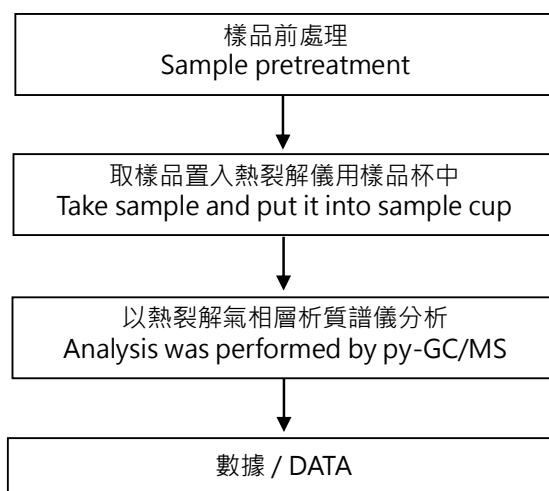 樣品前處理
Sample pretreatment
取樣品置入熱裂解儀用樣品杯中
Take sample and put it into sample cup
以熱裂解氣相層析質譜儀分析
Analysis was performed by py-GC/MS
數據 / DATA